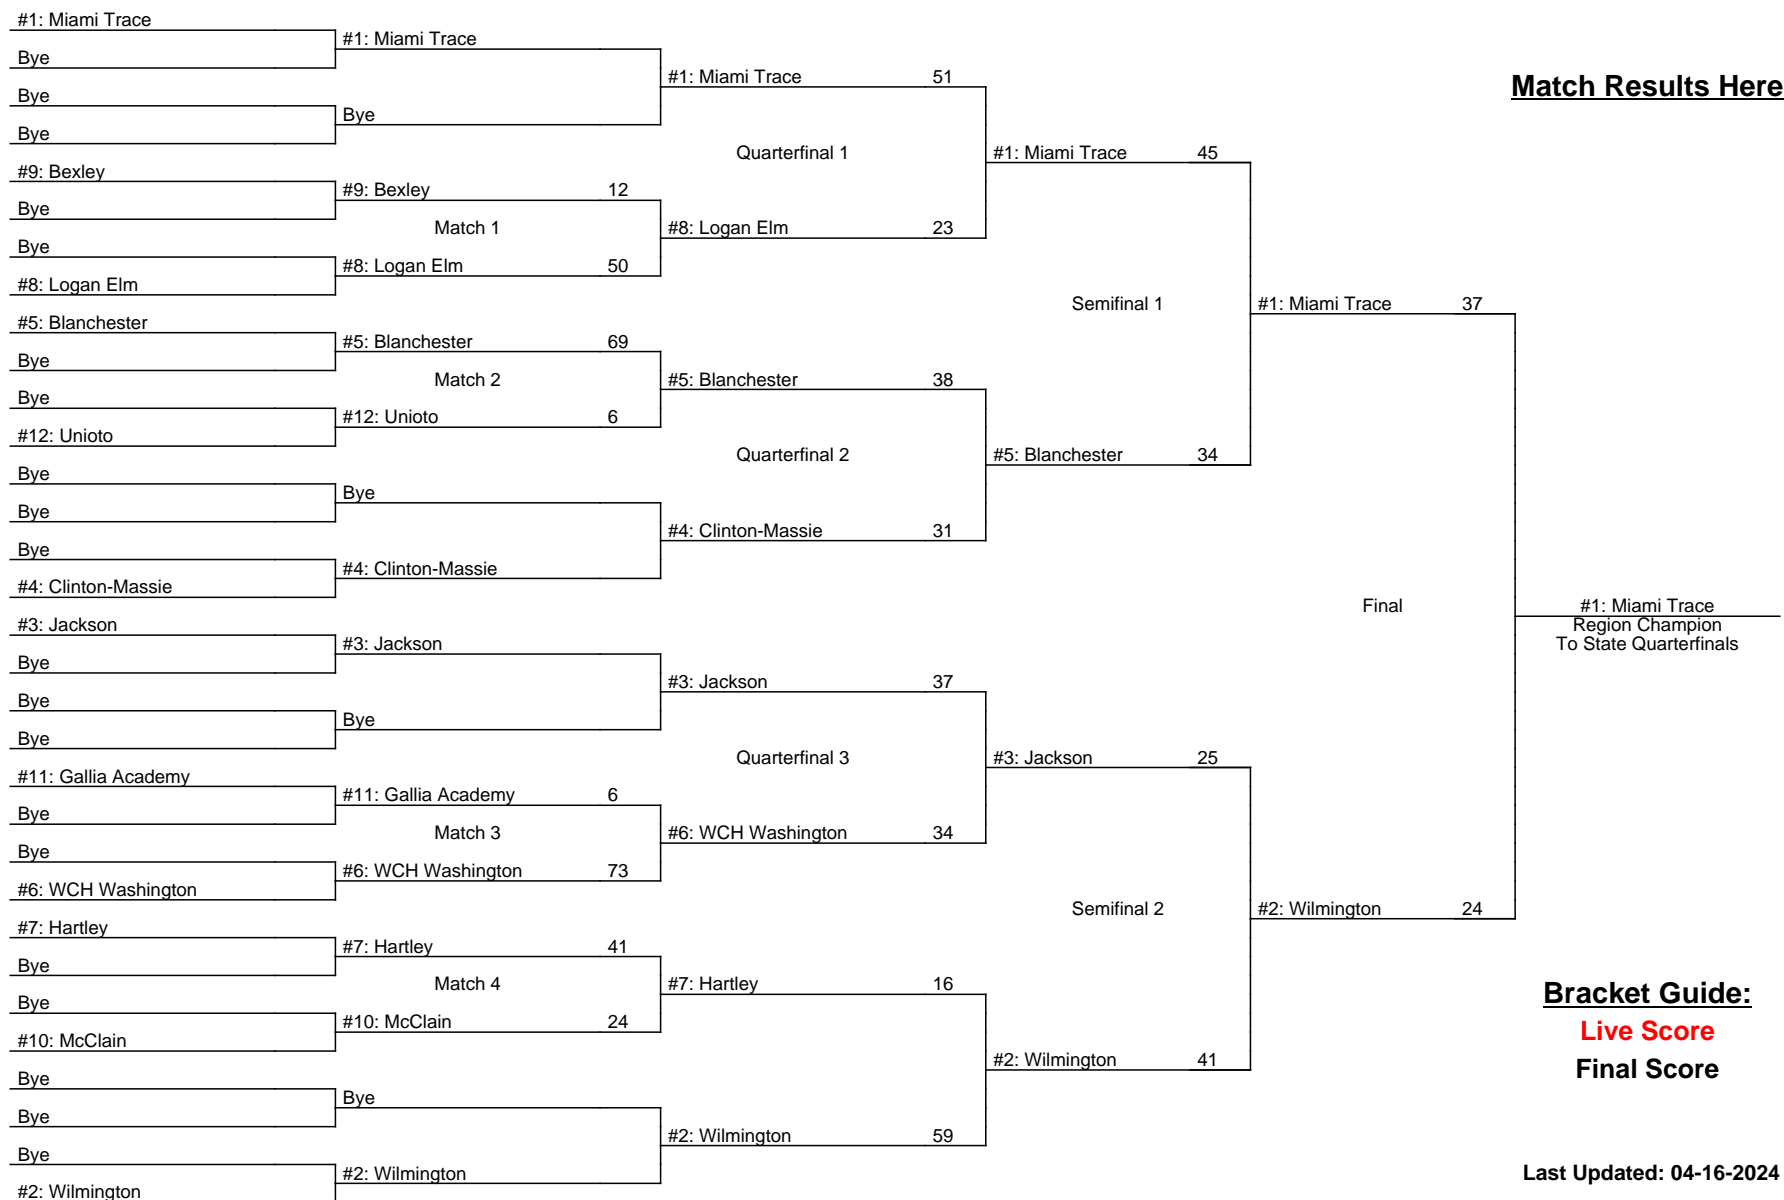 #1: Miami Trace
Bye
Bye
Bye
#9: Bexley
Bye
Bye
#8: Logan Elm
#5: Blanchester
Bye
Bye
#12: Unioto
Bye
Bye
Bye
#4: Clinton-Massie
#3: Jackson
Bye
Bye
Bye
#11: Gallia Academy
Bye
Bye
#6: WCH Washington
#7: Hartley
Bye
Bye
#10: McClain
Bye
Bye
Bye
#2: Wilmington
#1: Miami Trace
Bye
#9: Bexley 12
Match 1
#8: Logan Elm 50
#5: Blanchester 69
Match 2
#12: Unioto 6
Bye
#4: Clinton-Massie
#3: Jackson
Bye
#11: Gallia Academy 6
Match 3
#6: WCH Washington 73
#7: Hartley 41
Match 4
#10: McClain 24
Bye
#2: Wilmington
#1: Miami Trace 51
Quarterfinal 1
#8: Logan Elm 23
#5: Blanchester 38
Quarterfinal 2
#4: Clinton-Massie 31
#3: Jackson 37
Quarterfinal 3
#6: WCH Washington 34
#7: Hartley 16
#2: Wilmington 59
#1: Miami Trace 45
Semifinal 1
#5: Blanchester 34
#3: Jackson 25
Semifinal 2
#2: Wilmington 41
#1: Miami Trace 37
Final
#2: Wilmington 24
#1: Miami Trace
Region Champion
To State Quarterfinals
Match Results Here
Bracket Guide:
Live Score
Final Score
Last Updated: 04-16-2024